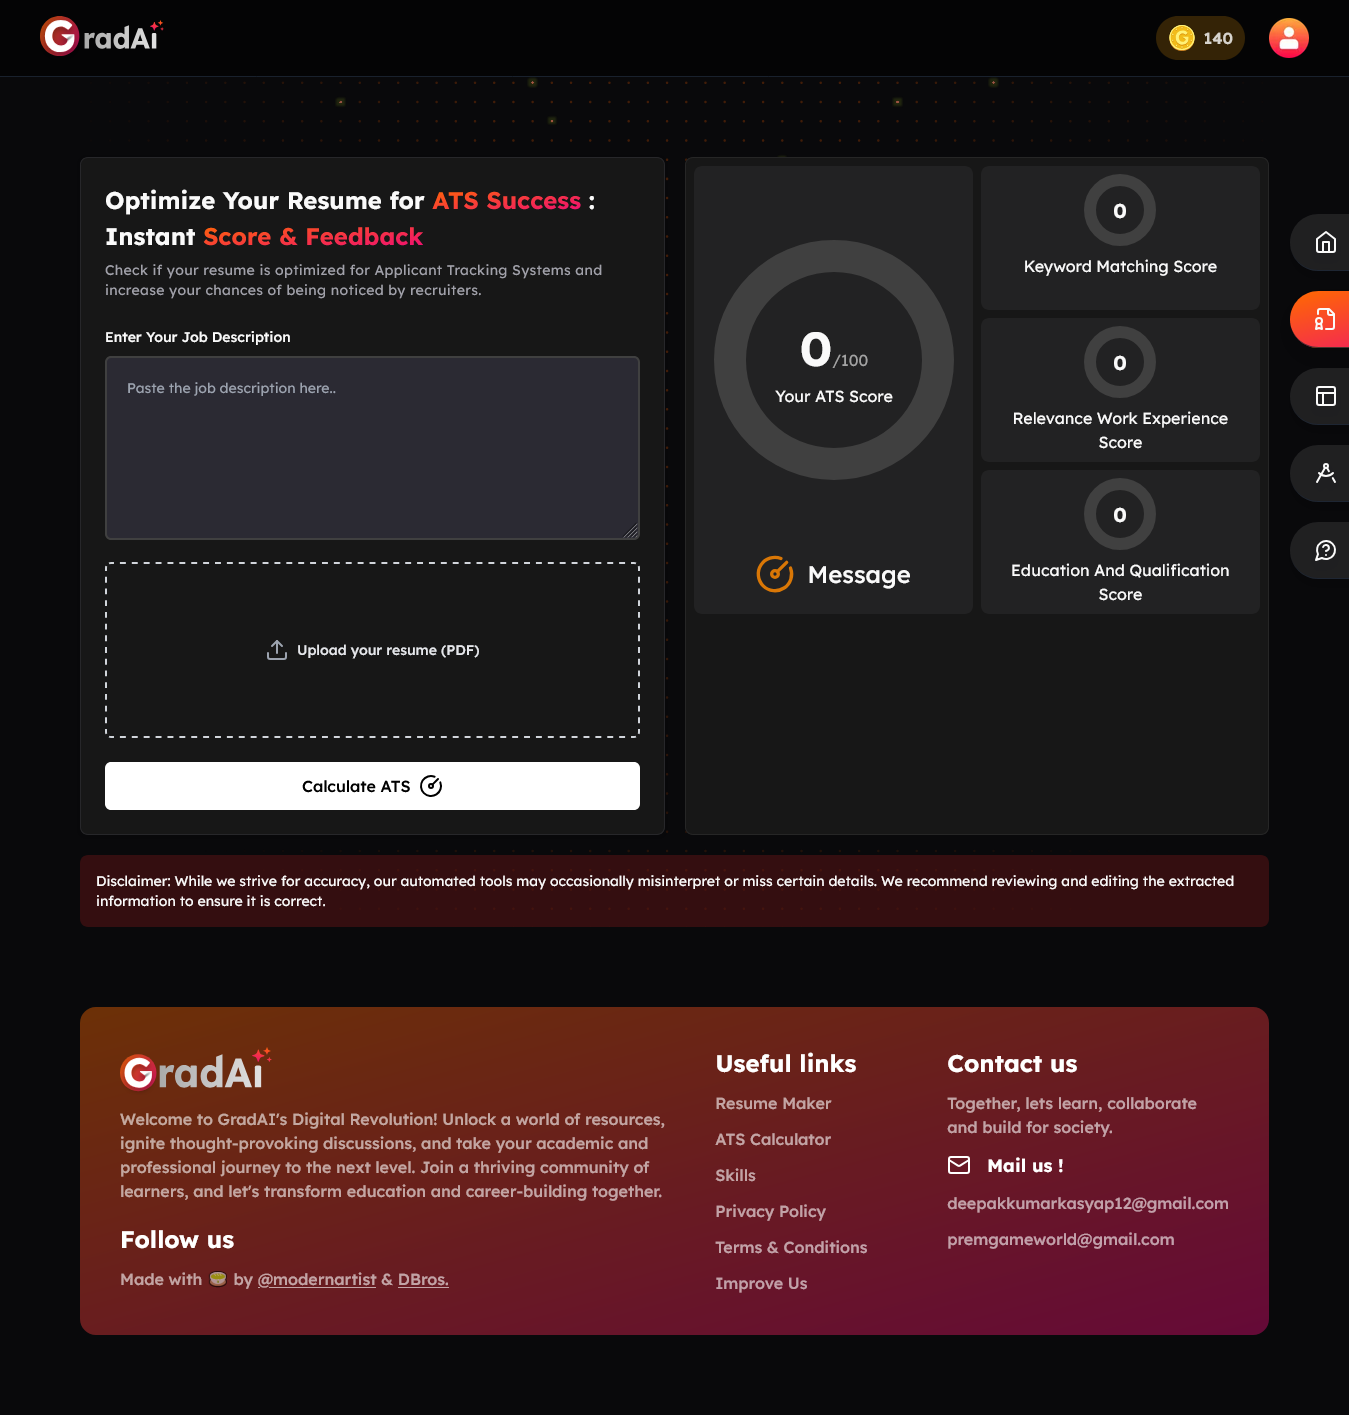 GradAi
140
Optimize Your Resume for ATS Success :
Instant Score & Feedback
Check if your resume is optimized for Applicant Tracking Systems and
increase your chances of being noticed by recruiters.
Enter Your Job Description
Paste the job description here..
Upload your resume (PDF)
Calculate ATS
0/100
Your ATS Score
Message
0
Keyword Matching Score
0
Relevance Work Experience
Score
0
Education And Qualification
Score
Disclaimer: While we strive for accuracy, our automated tools may occasionally misinterpret or miss certain details. We recommend reviewing and editing the extracted
information to ensure it is correct.
GradAi
Welcome to GradAI's Digital Revolution! Unlock a world of resources,
ignite thought-provoking discussions, and take your academic and
professional journey to the next level. Join a thriving community of
learners, and let's transform education and career-building together.
Follow us
Made with 🍵 by @modernartist & DBros.
Useful links
Resume Maker
ATS Calculator
Skills
Privacy Policy
Terms & Conditions
Improve Us
Contact us
Together, lets learn, collaborate
and build for society.
Mail us !
deepakkumarkasyap12@gmail.com
premgameworld@gmail.com